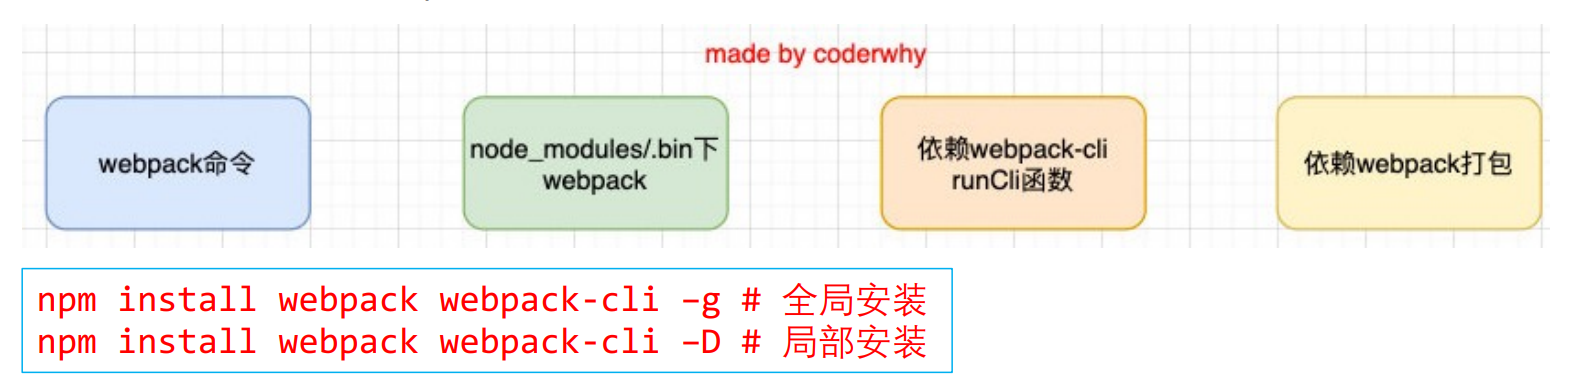 made by coderwhy
webpack命令
node_modules/.bin下
webpack
依赖webpack-cli
runCli函数
依赖webpack打包
npm install webpack webpack-cli –g # 全局安装
npm install webpack webpack-cli –D # 局部安装